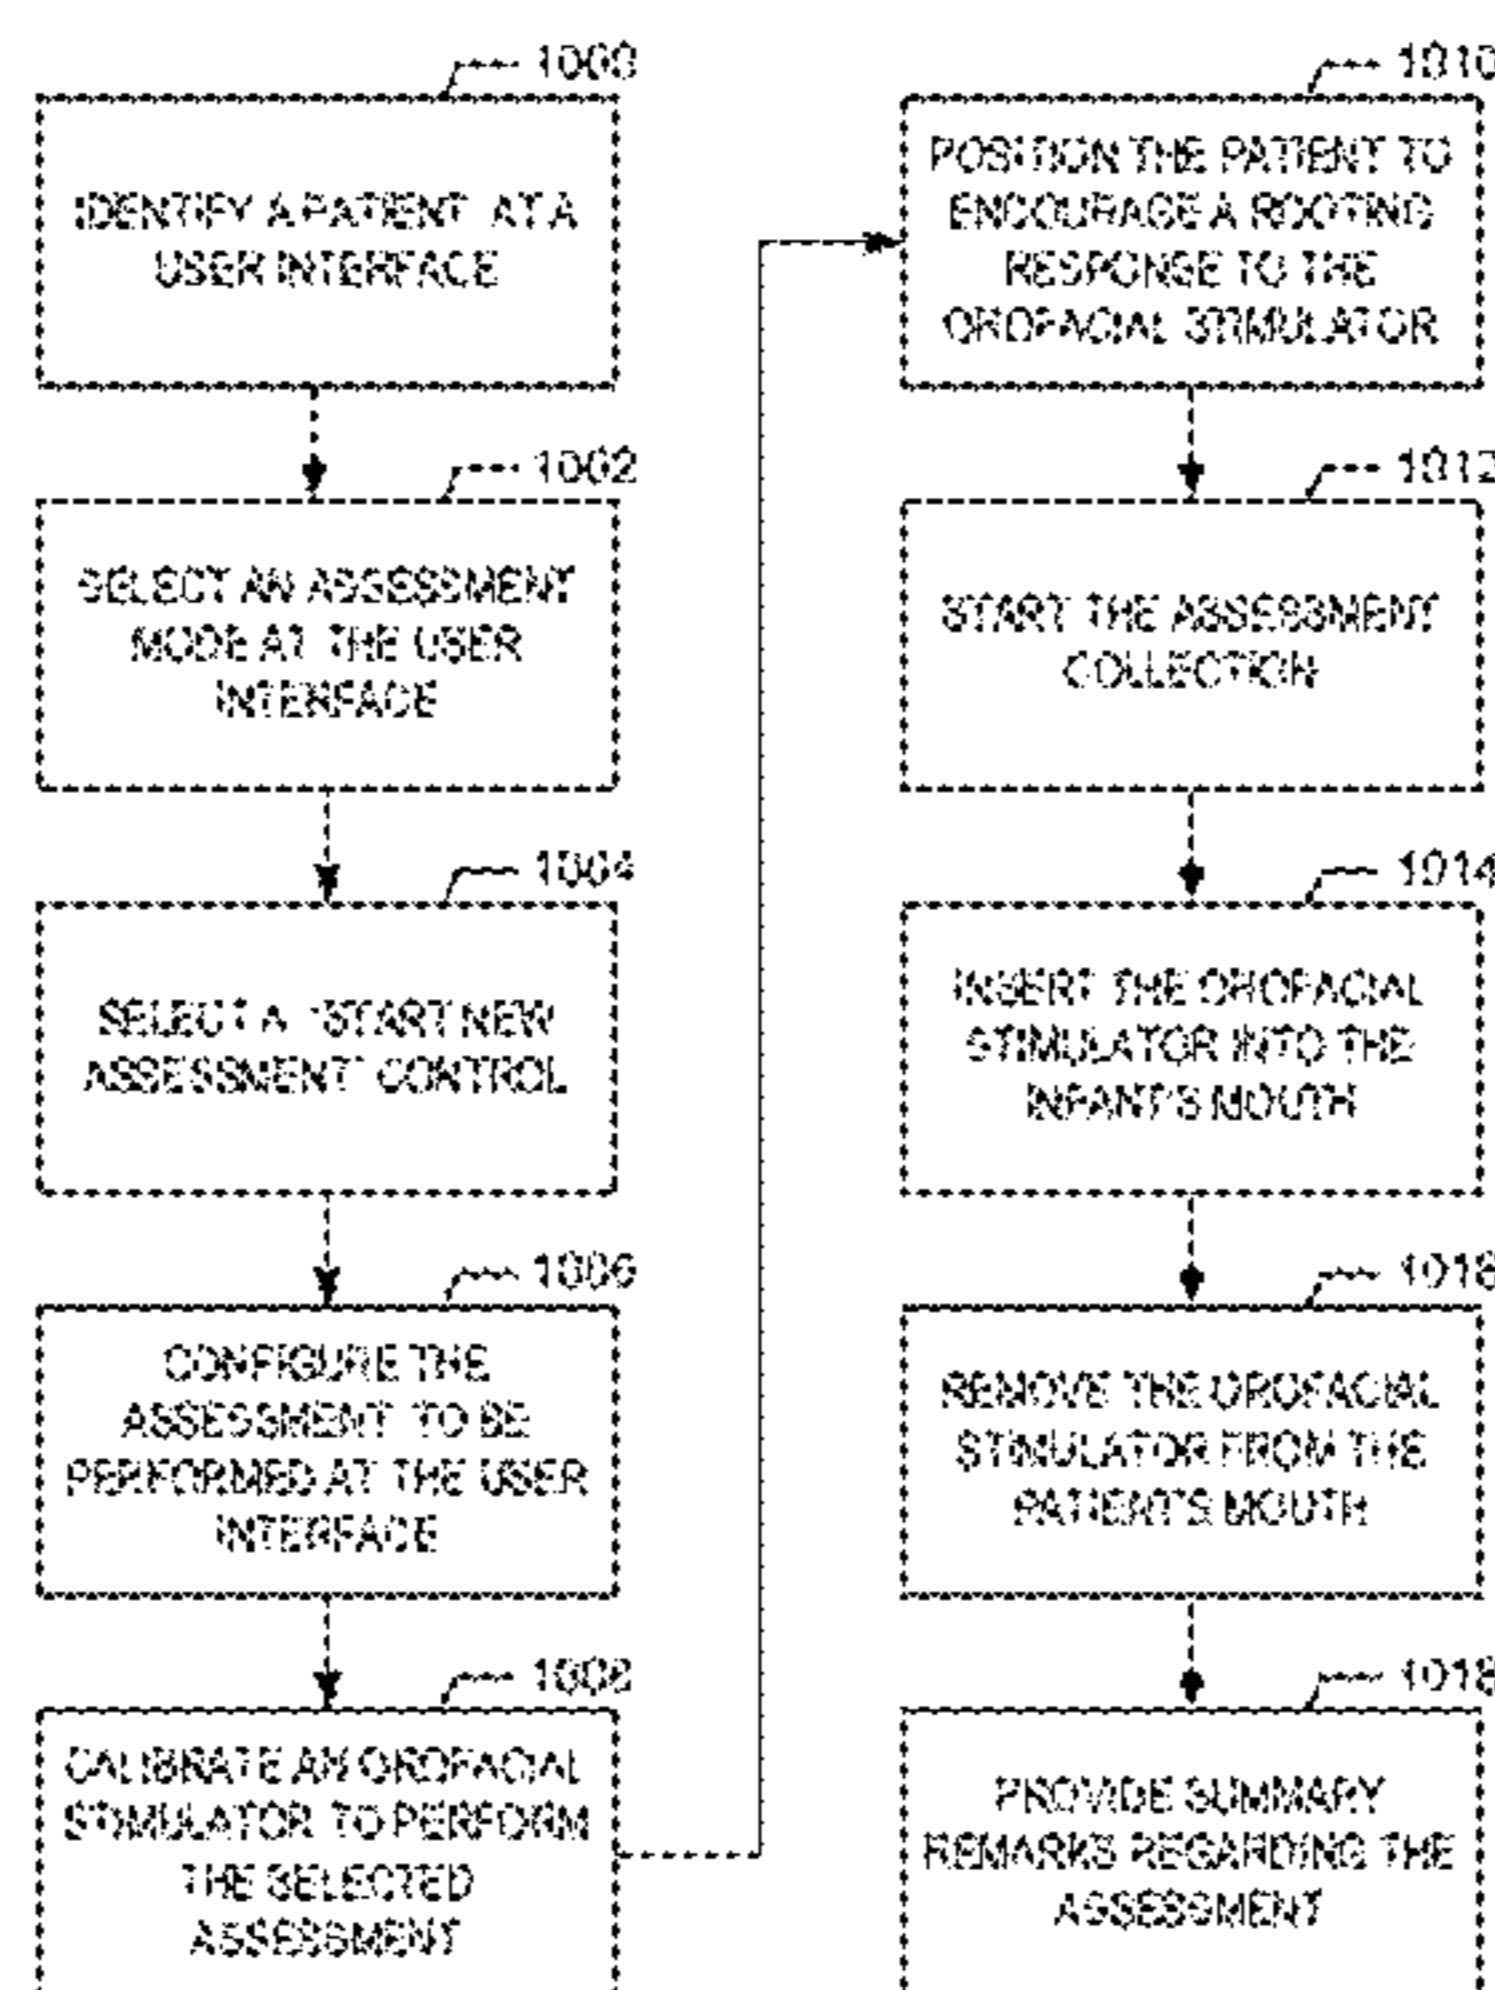 1000
IDENTIFY A PATIENT AT A
USER INTERFACE
1002
SELECT AN ASSESSMENT
MODE AT THE USER
INTERFACE
1004
SELECT A "START NEW
ASSESSMENT" CONTROL
1006
CONFIGURE THE
ASSESSMENT TO BE
PERFORMED AT THE USER
INTERFACE
1008
CALIBRATE AN OROFACIAL
STIMULATOR TO PERFORM
THE SELECTED
ASSESSMENT
1010
POSITION THE PATIENT TO
ENCOURAGE A ROOTING
RESPONSE TO THE
OROFACIAL STIMULATOR
1012
START THE ASSESSMENT
COLLECTION
1014
INSERT THE OROFACIAL
STIMULATOR INTO THE
INFANT'S MOUTH
1016
REMOVE THE OROFACIAL
STIMULATOR FROM THE
PATIENT'S MOUTH
1018
PROVIDE SUMMARY
REMARKS REGARDING THE
ASSESSMENT